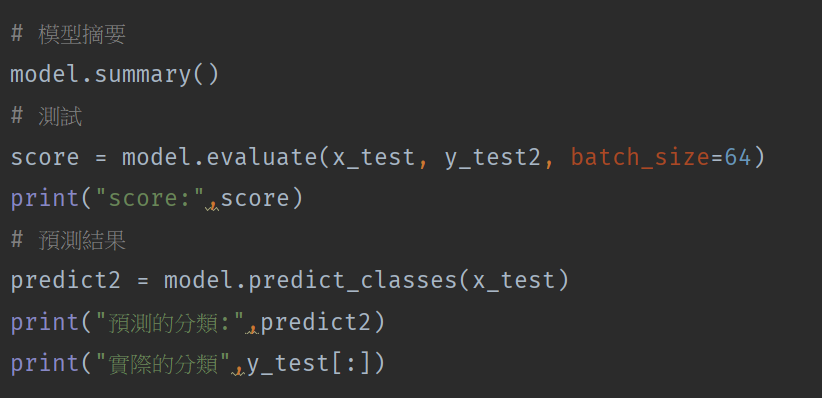 # 模型摘要
model.summary()
# 測試
score = model.evaluate(x_test, y_test2, batch_size=64)
print("score:",score)
# 預測結果
predict2 = model.predict_classes(x_test)
print("預測的分類:",predict2)
print("實際的分類",y_test[:])